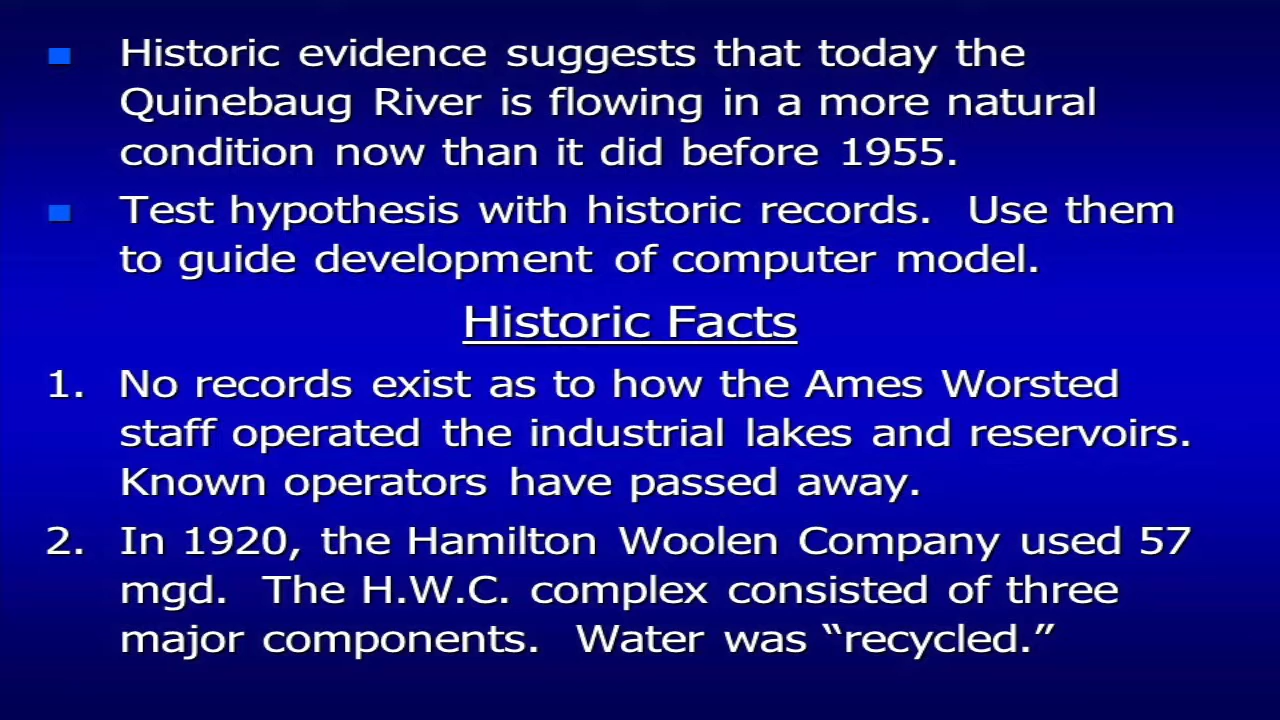 Historic evidence suggests that today the
Quinebaug River is flowing in a more natural
condition now than it did before 1955.
Test hypothesis with historic records.  Use them
to guide development of computer model.
Historic Facts
1. No records exist as to how the Ames Worsted
staff operated the industrial lakes and reservoirs.
Known operators have passed away.
2. In 1920, the Hamilton Woolen Company used 57
mgd.  The H.W.C. complex consisted of three
major components.  Water was “recycled.”